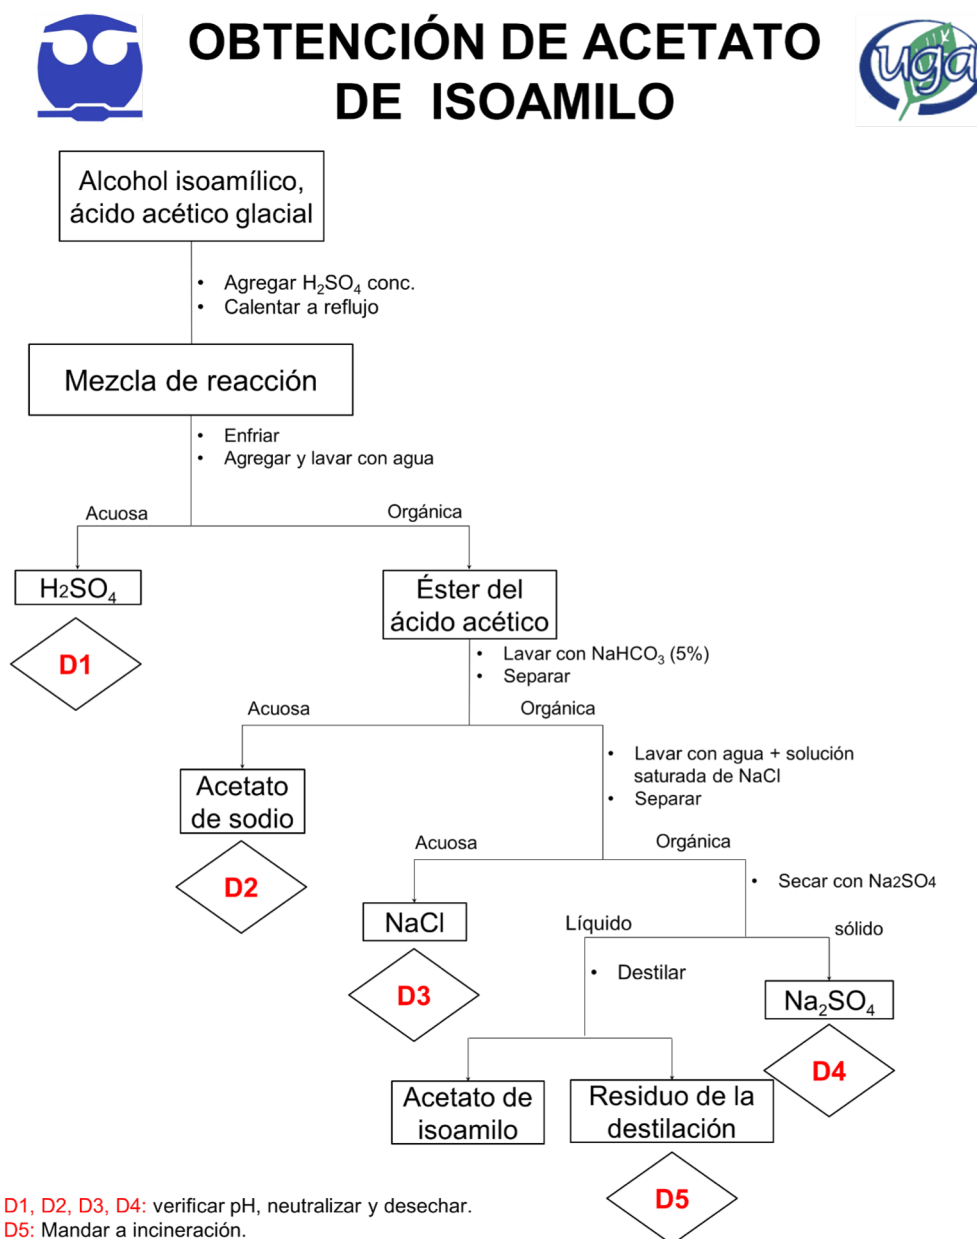 OBTENCIÓN DE ACETATO
DE ISOAMILO
uga
Alcohol isoamílico,
ácido acético glacial
• Agregar H₂SO₄ conc.
• Calentar a reflujo
Mezcla de reacción
• Enfriar
• Agregar y lavar con agua
Acuosa
Orgánica
H2SO₄
D1
Éster del
ácido acético
• Lavar con NaHCO₃ (5%)
• Separar
Acuosa
Orgánica
Acetato
de sodio
D2
• Lavar con agua + solución
saturada de NaCl
• Separar
Acuosa
Orgánica
NaCl
D3
• Secar con Na2SO4
Líquido
sólido
• Destilar
Na₂SO₄
D4
Acetato de
isoamilo
Residuo de la
destilación
D5
D1, D2, D3, D4: verificar pH, neutralizar y desechar.
D5: Mandar a incineración.